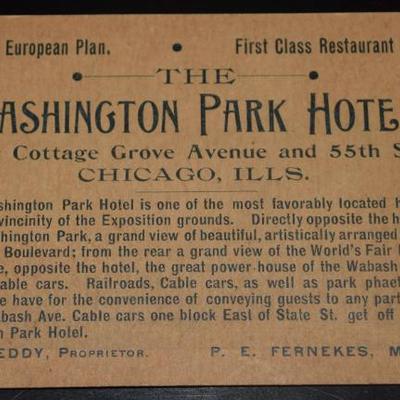 European Plan. First Class Restaurant
THE
ASHINGTON PARK HOTE
Cottage Grove Avenue and 55th S
CHICAGO, ILLS.
shington Park Hotel is one of the most favorably located h
vincinity of the Exposition grounds. Directly opposite the h
hington Park, a grand view of beautiful, artistically arranged
Boulevard; from the rear a grand view of the World's Fair
e, opposite the hotel, the great power house of the Wabash
able cars. Railroads, Cable cars, as well as park phaet
e have for the convenience of conveying guests to any part
abash Ave. Cable cars one block East of State St. get off
n Park Hotel.
EDDY, PROPRIETOR. P. E. FERNEKES, M